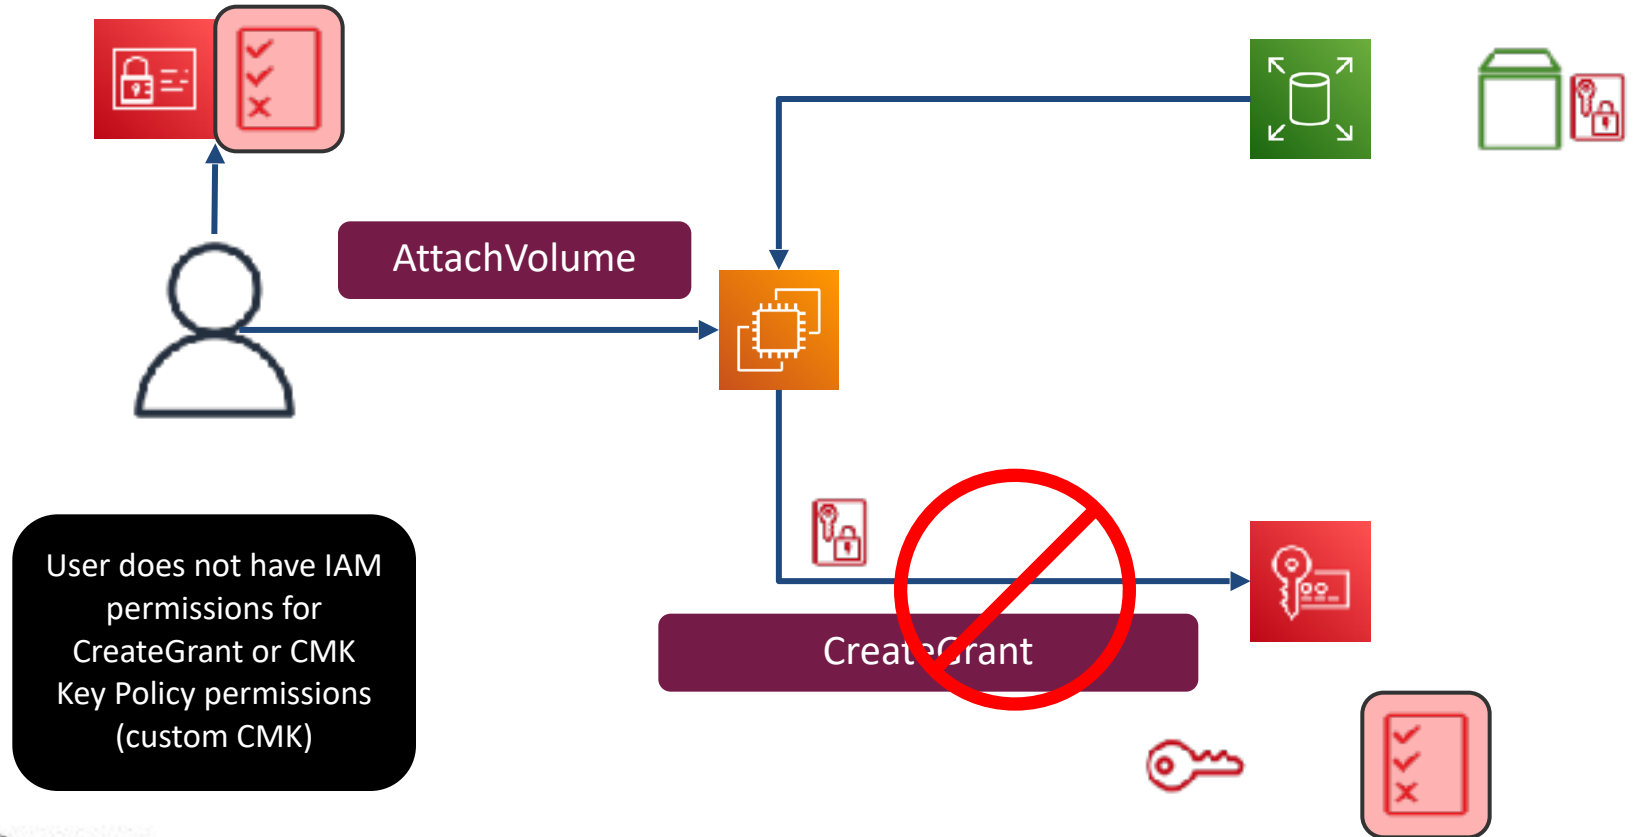 AttachVolume
User does not have IAM
permissions for
CreateGrant or CMK
Key Policy permissions
(custom CMK)
CreateGrant